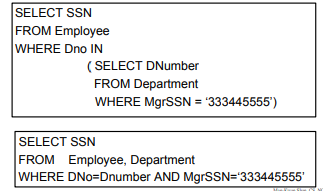 SELECT SSN
FROM Employee
WHERE Dno IN
( SELECT DNumber
FROM Department
WHERE MgrSSN = ‘333445555’)
SELECT SSN
FROM Employee, Department
WHERE DNo=Dnumber AND MgrSSN=‘333445555’